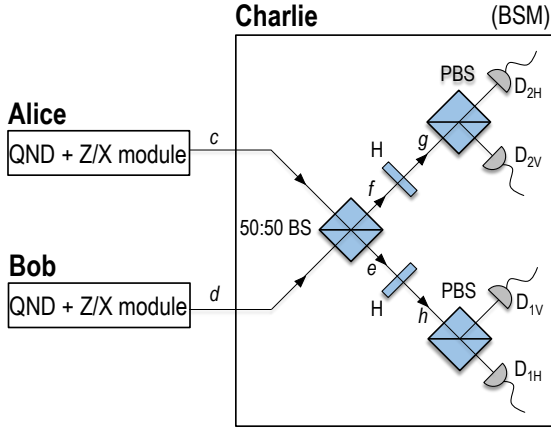 Charlie (BSM)
PBS
D2H
Alice
QND + Z/X module
c
g
H
D2V
f
50:50 BS
Bob
QND + Z/X module
d
e
H
h
PBS
D1V
D1H